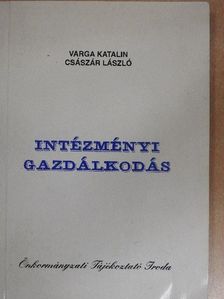 VARGA KATALIN
CSÁSZÁR LÁSZLÓ
INTÉZMÉNYI
GAZDÁLKODÁS
Önkormányzati Tájékoztató Iroda